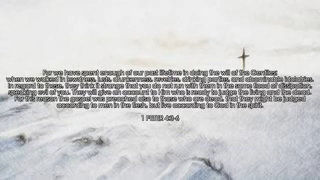 For we have spent enough of our past lifetime in doing the will of the Gentiles:
when we walked in lewdness, lusts, drunkenness, revelries, drinking parties, and abominable idolatries.
In regard to these, they think it strange that you do not run with them in the same flood of dissipation,
speaking evil of you. They will give an account to Him who is ready to judge the living and the dead.
For this reason the gospel was preached also to those who are dead, that they might be judged
according to men in the flesh, but live according to God in the spirit.
1 PETER 4:3-6